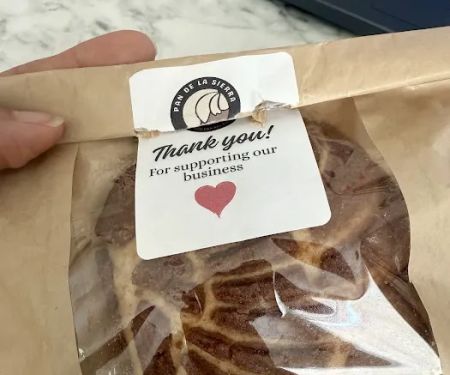 PAN DE LA SIERRA
Thank you!
For supporting our
business